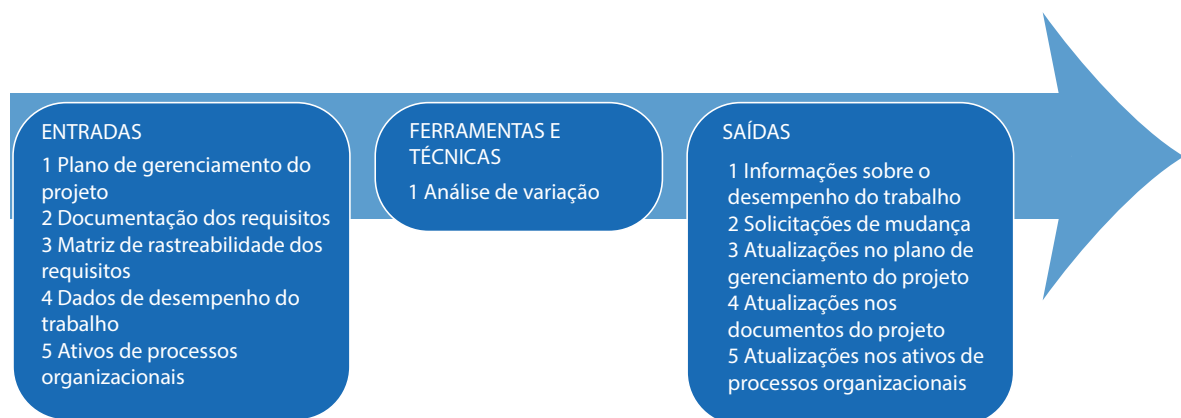 ENTRADAS
1 Plano de gerenciamento do
projeto
2 Documentação dos requisitos
3 Matriz de rastreabilidade dos
requisitos
4 Dados de desempenho do
trabalho
5 Ativos de processos
organizacionais
FERRAMENTAS E
TÉCNICAS
1 Análise de variação
SAÍDAS
1 Informações sobre o
desempenho do trabalho
2 Solicitações de mudança
3 Atualizações no plano de
gerenciamento do projeto
4 Atualizações nos
documentos do projeto
5 Atualizações nos ativos de
processos organizacionais